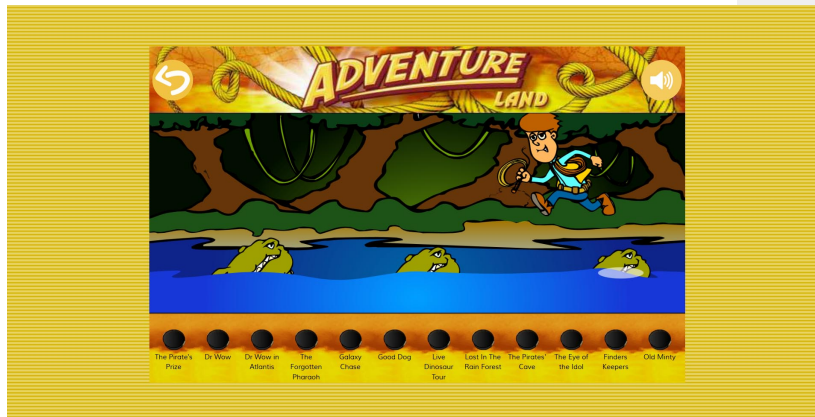 ADVENTURE
LAND
The Pirate's
Prize
Dr Wow
Dr Wow in
Atlantis
The
Forgotten
Pharaoh
Galaxy
Chase
Good Dog
Live
Dinosaur
Tour
Lost In The
Rain Forest
The Pirates'
Cave
The Eye of
the Idol
Finders
Keepers
Old Minty